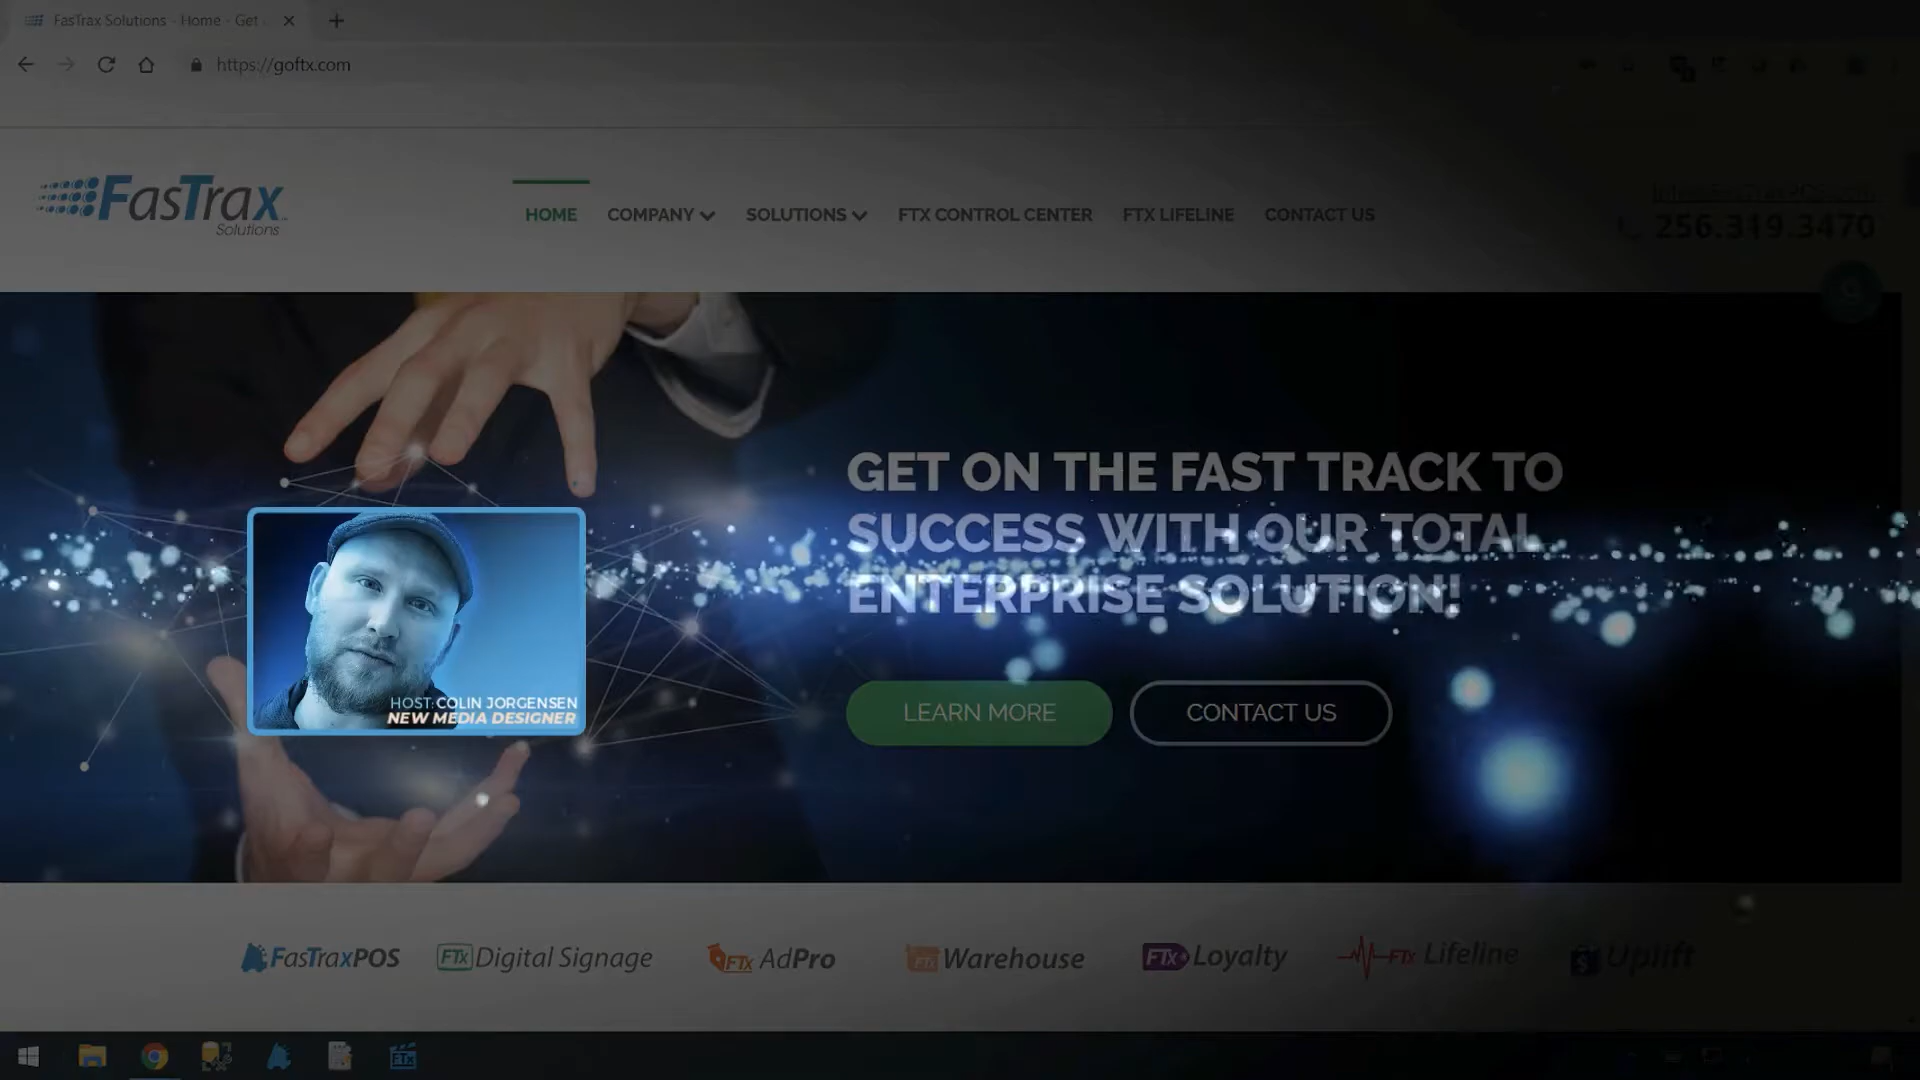 FasTrax Solutions - Home - Get
https://goftx.com
FasTrax
Solutions
HOME
COMPANY
SOLUTIONS
FTX CONTROL CENTER
FTX LIFELINE
CONTACT US
256.319.3470
GET ON THE FAST TRACK TO
SUCCESS WITH OUR TOTAL
ENTERPRISE SOLUTION!
HOST: COLIN JORGENSEN
NEW MEDIA DESIGNER
LEARN MORE
CONTACT US
FasTraxPOS
FTx Digital Signage
FTx AdPro
FTx Warehouse
FTx Loyalty
FTx Lifeline
Uplift
FTx